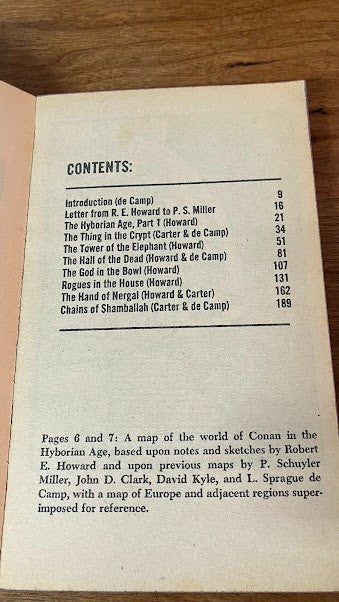 CONTENTS:
Introduction (de Camp) 9
Letter from R. E. Howard to P. S. Miller 16
The Hyborian Age, Part 1 (Howard) 21
The Thing in the Crypt (Carter & de Camp) 34
The Tower of the Elephant (Howard) 51
The Hall of the Dead (Howard & de Camp) 81
The God in the Bowl (Howard) 107
Rogues in the House (Howard) 131
The Hand of Nergal (Howard & Carter) 162
Chains of Shamballah (Carter & de Camp) 189
Pages 6 and 7: A map of the world of Conan in the
Hyborian Age, based upon notes and sketches by Robert
E. Howard and upon previous maps by P. Schuyler
Miller, John D. Clark, David Kyle, and L. Sprague de
Camp, with a map of Europe and adjacent regions super-
imposed for reference.